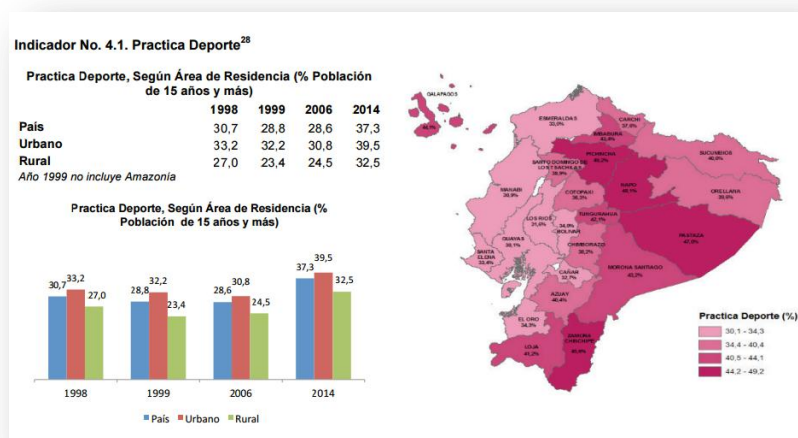 Indicador No. 4.1. Practica Deporte28
Practica Deporte, Según Área de Residencia (% Población
de 15 años y más)
1998 1999 2006 2014
País 30,7 28,8 28,6 37,3
Urbano 33,2 32,2 30,8 39,5
Rural 27,0 23,4 24,5 32,5
Año 1999 no incluye Amazonía
Practica Deporte, Según Área de Residencia (%
Población de 15 años y más)
30,7 33,2 27,0
28,8 32,2 23,4
28,6 30,8 24,5
37,3 39,5 32,5
1998 1999 2006 2014
País Urbano Rural
GALAPAGOS
ESMERALDAS
CARCHI
IMBABURA
PICHINCHA
SUCUMBIOS
SANTO DOMINGO DE
LOS TSACHILAS
NAPO
ORELLANA
MANABI
COTOPAXI
TUNGURAHUA
LOS RIOS
BOLIVAR
PASTAZA
GUAYAS
CHIMBORAZO
SANTA
ELENA
MORONA SANTIAGO
CAÑAR
AZUAY
40,4%
EL ORO
34,3%
ZAMORA
CHINCHIPE
LOJA
41,2%
Practica Deporte (%)
30,1 - 34,3
34,4 - 40,4
40,5 - 44,1
44,2 - 49,2